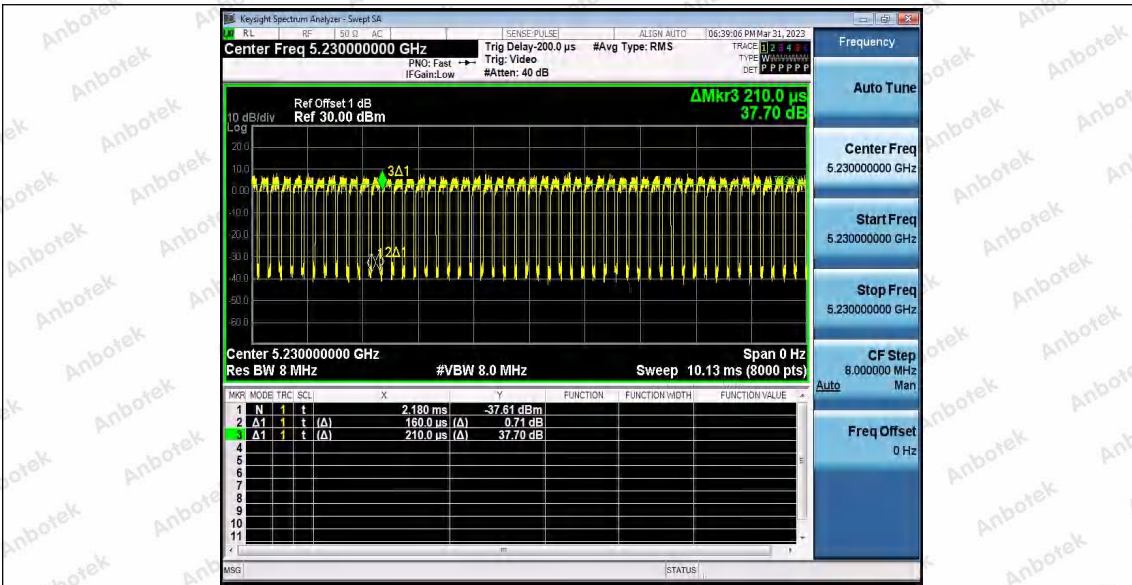 Keysight Spectrum Analyzer - Swept SA
RL RF 50 Ω AC SENSE:PULSE ALIGN AUTO 06:39:06 PM Mar 31, 2023
Center Freq 5.230000000 GHz
PNO: Fast
IFGain:Low
Trig Delay-200.0 µs
Trig: Video
#Atten: 40 dB
#Avg Type: RMS
TRACE 1 2 3 4 5 6
TYPE WWWWWW
DET P P P P P P
ΔMkr3 210.0 µs
37.70 dB
Ref Offset 1 dB
Ref 30.00 dBm
10 dB/div
Log
20.0
10.0
0.00
-10.0
-20.0
-30.0
-40.0
-50.0
-60.0
3Δ1
1 2Δ1
Center 5.230000000 GHz Span 0 Hz
Res BW 8 MHz #VBW 8.0 MHz Sweep 10.13 ms (8000 pts)
MKR MODE TRC SCL X Y FUNCTION FUNCTION WIDTH FUNCTION VALUE
1 N 1 t 2.180 ms -37.61 dBm
2 Δ1 1 t (Δ) 160.0 µs (Δ) 0.71 dB
3 Δ1 1 t (Δ) 210.0 µs (Δ) 37.70 dB
4
5
6
7
8
9
10
11
MSG STATUS
Frequency
Auto Tune
Center Freq
5.230000000 GHz
Start Freq
5.230000000 GHz
Stop Freq
5.230000000 GHz
CF Step
8.000000 MHz
Auto Man
Freq Offset
0 Hz
Anbotek